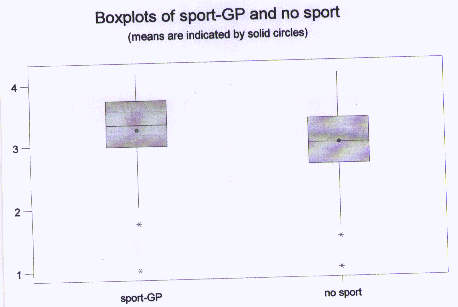 Boxplots of sport-GP and no sport
(means are indicated by solid circles)
4
3
2
1
sport-GP
no sport